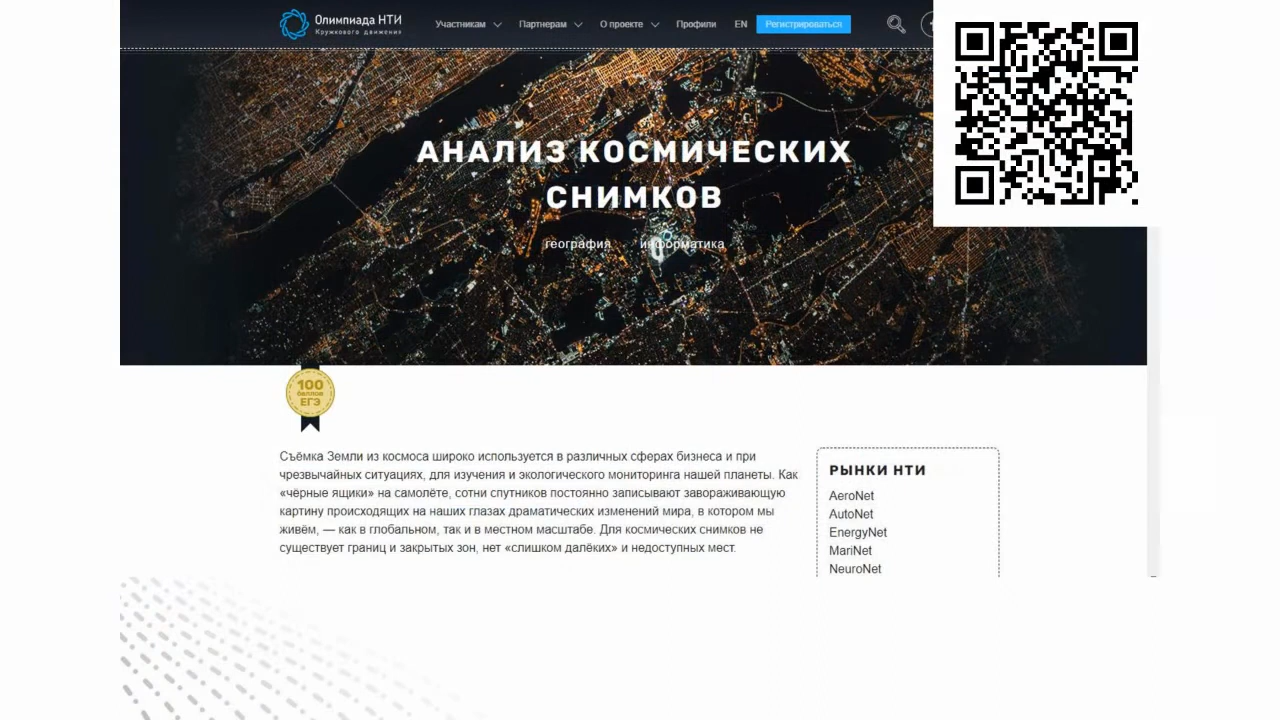 Олимпиада НТИ
Кружкового движения
Участникам
Партнерам
О проекте
Профили
EN
Регистрироваться
АНАЛИЗ КОСМИЧЕСКИХ
СНИМКОВ
география информатика
100
баллов
ЕГЭ
Съёмка Земли из космоса широко используется в различных сферах бизнеса и при
чрезвычайных ситуациях, для изучения и экологического мониторинга нашей планеты. Как
«чёрные ящики» на самолёте, сотни спутников постоянно записывают завораживающую
картину происходящих на наших глазах драматических изменений мира, в котором мы
живём, — как в глобальном, так и в местном масштабе. Для космических снимков не
существует границ и закрытых зон, нет «слишком далёких» и недоступных мест.
РЫНКИ НТИ
AeroNet
AutoNet
EnergyNet
MariNet
NeuroNet